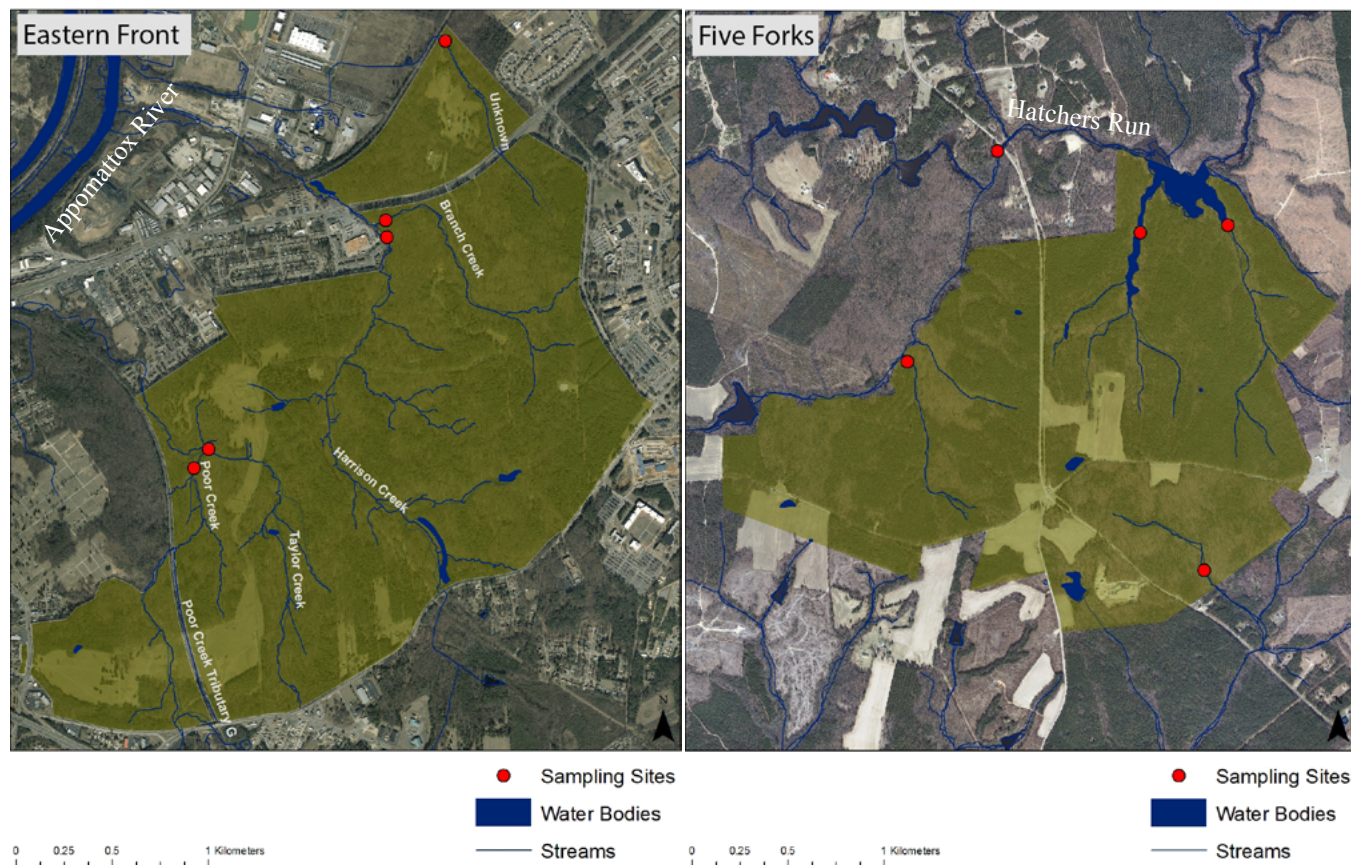 Eastern Front
Appomattox River
Unknown
Branch Creek
Harrison Creek
Poor Creek
Taylor Creek
Poor Creek Tributary G
Sampling Sites
Water Bodies
Streams
0 0.25 0.5 1 Kilometers
Five Forks
Hatchers Run
Sampling Sites
Water Bodies
Streams
0 0.25 0.5 1 Kilometers